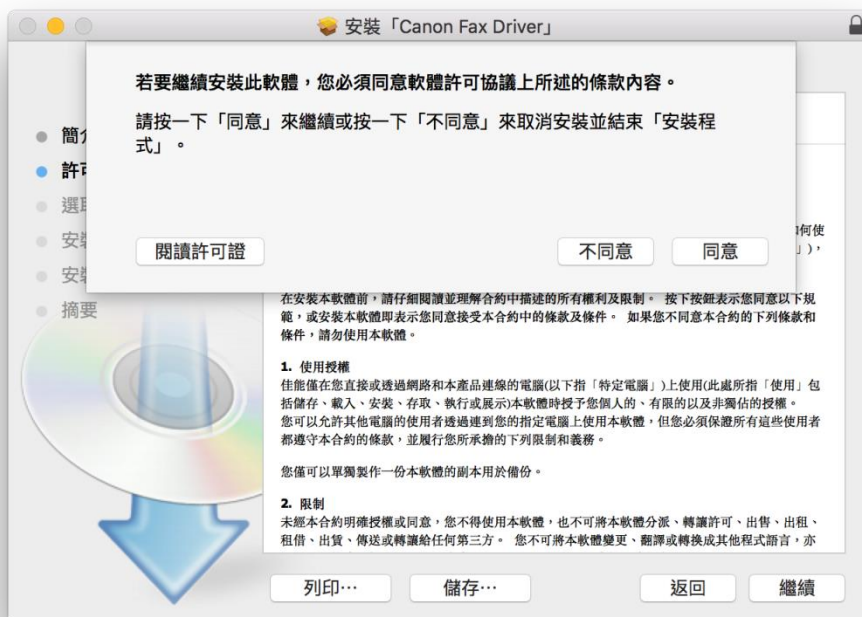 安裝「Canon Fax Driver」
若要繼續安裝此軟體，您必須同意軟體許可協議上所述的條款內容。
請按一下「同意」來繼續或按一下「不同意」來取消安裝並結束「安裝程
式」。
閱讀許可證
不同意
同意
簡
許
選
安
安
摘要
何使
」)，
在安裝本軟體前，請仔細閱讀並理解合約中描述的所有權利及限制。 按下按鈕表示您同意以下規
範，或安裝本軟體即表示您同意接受本合約中的條款及條件。 如果您不同意本合約的下列條款和
條件，請勿使用本軟體。
1. 使用授權
佳能僅在您直接或透過網路和本產品連線的電腦(以下指「特定電腦」)上使用(此處所指「使用」包
括儲存、載入、安裝、存取、執行或展示)本軟體時授予您個人的、有限的以及非獨佔的授權。
您可以允許其他電腦的使用者透過連到您的指定電腦上使用本軟體，但您必須保證所有這些使用者
都遵守本合約的條款，並履行您所承擔的下列限制和義務。
您僅可以單獨製作一份本軟體的副本用於備份。
2. 限制
未經本合約明確授權或同意，您不得使用本軟體，也不可將本軟體分派、轉讓許可、出售、出租、
租借、出賃、傳送或轉讓給任何第三方。 您不可將本軟體變更、翻譯或轉換成其他程式語言，亦
列印⋯
儲存⋯
返回
繼續